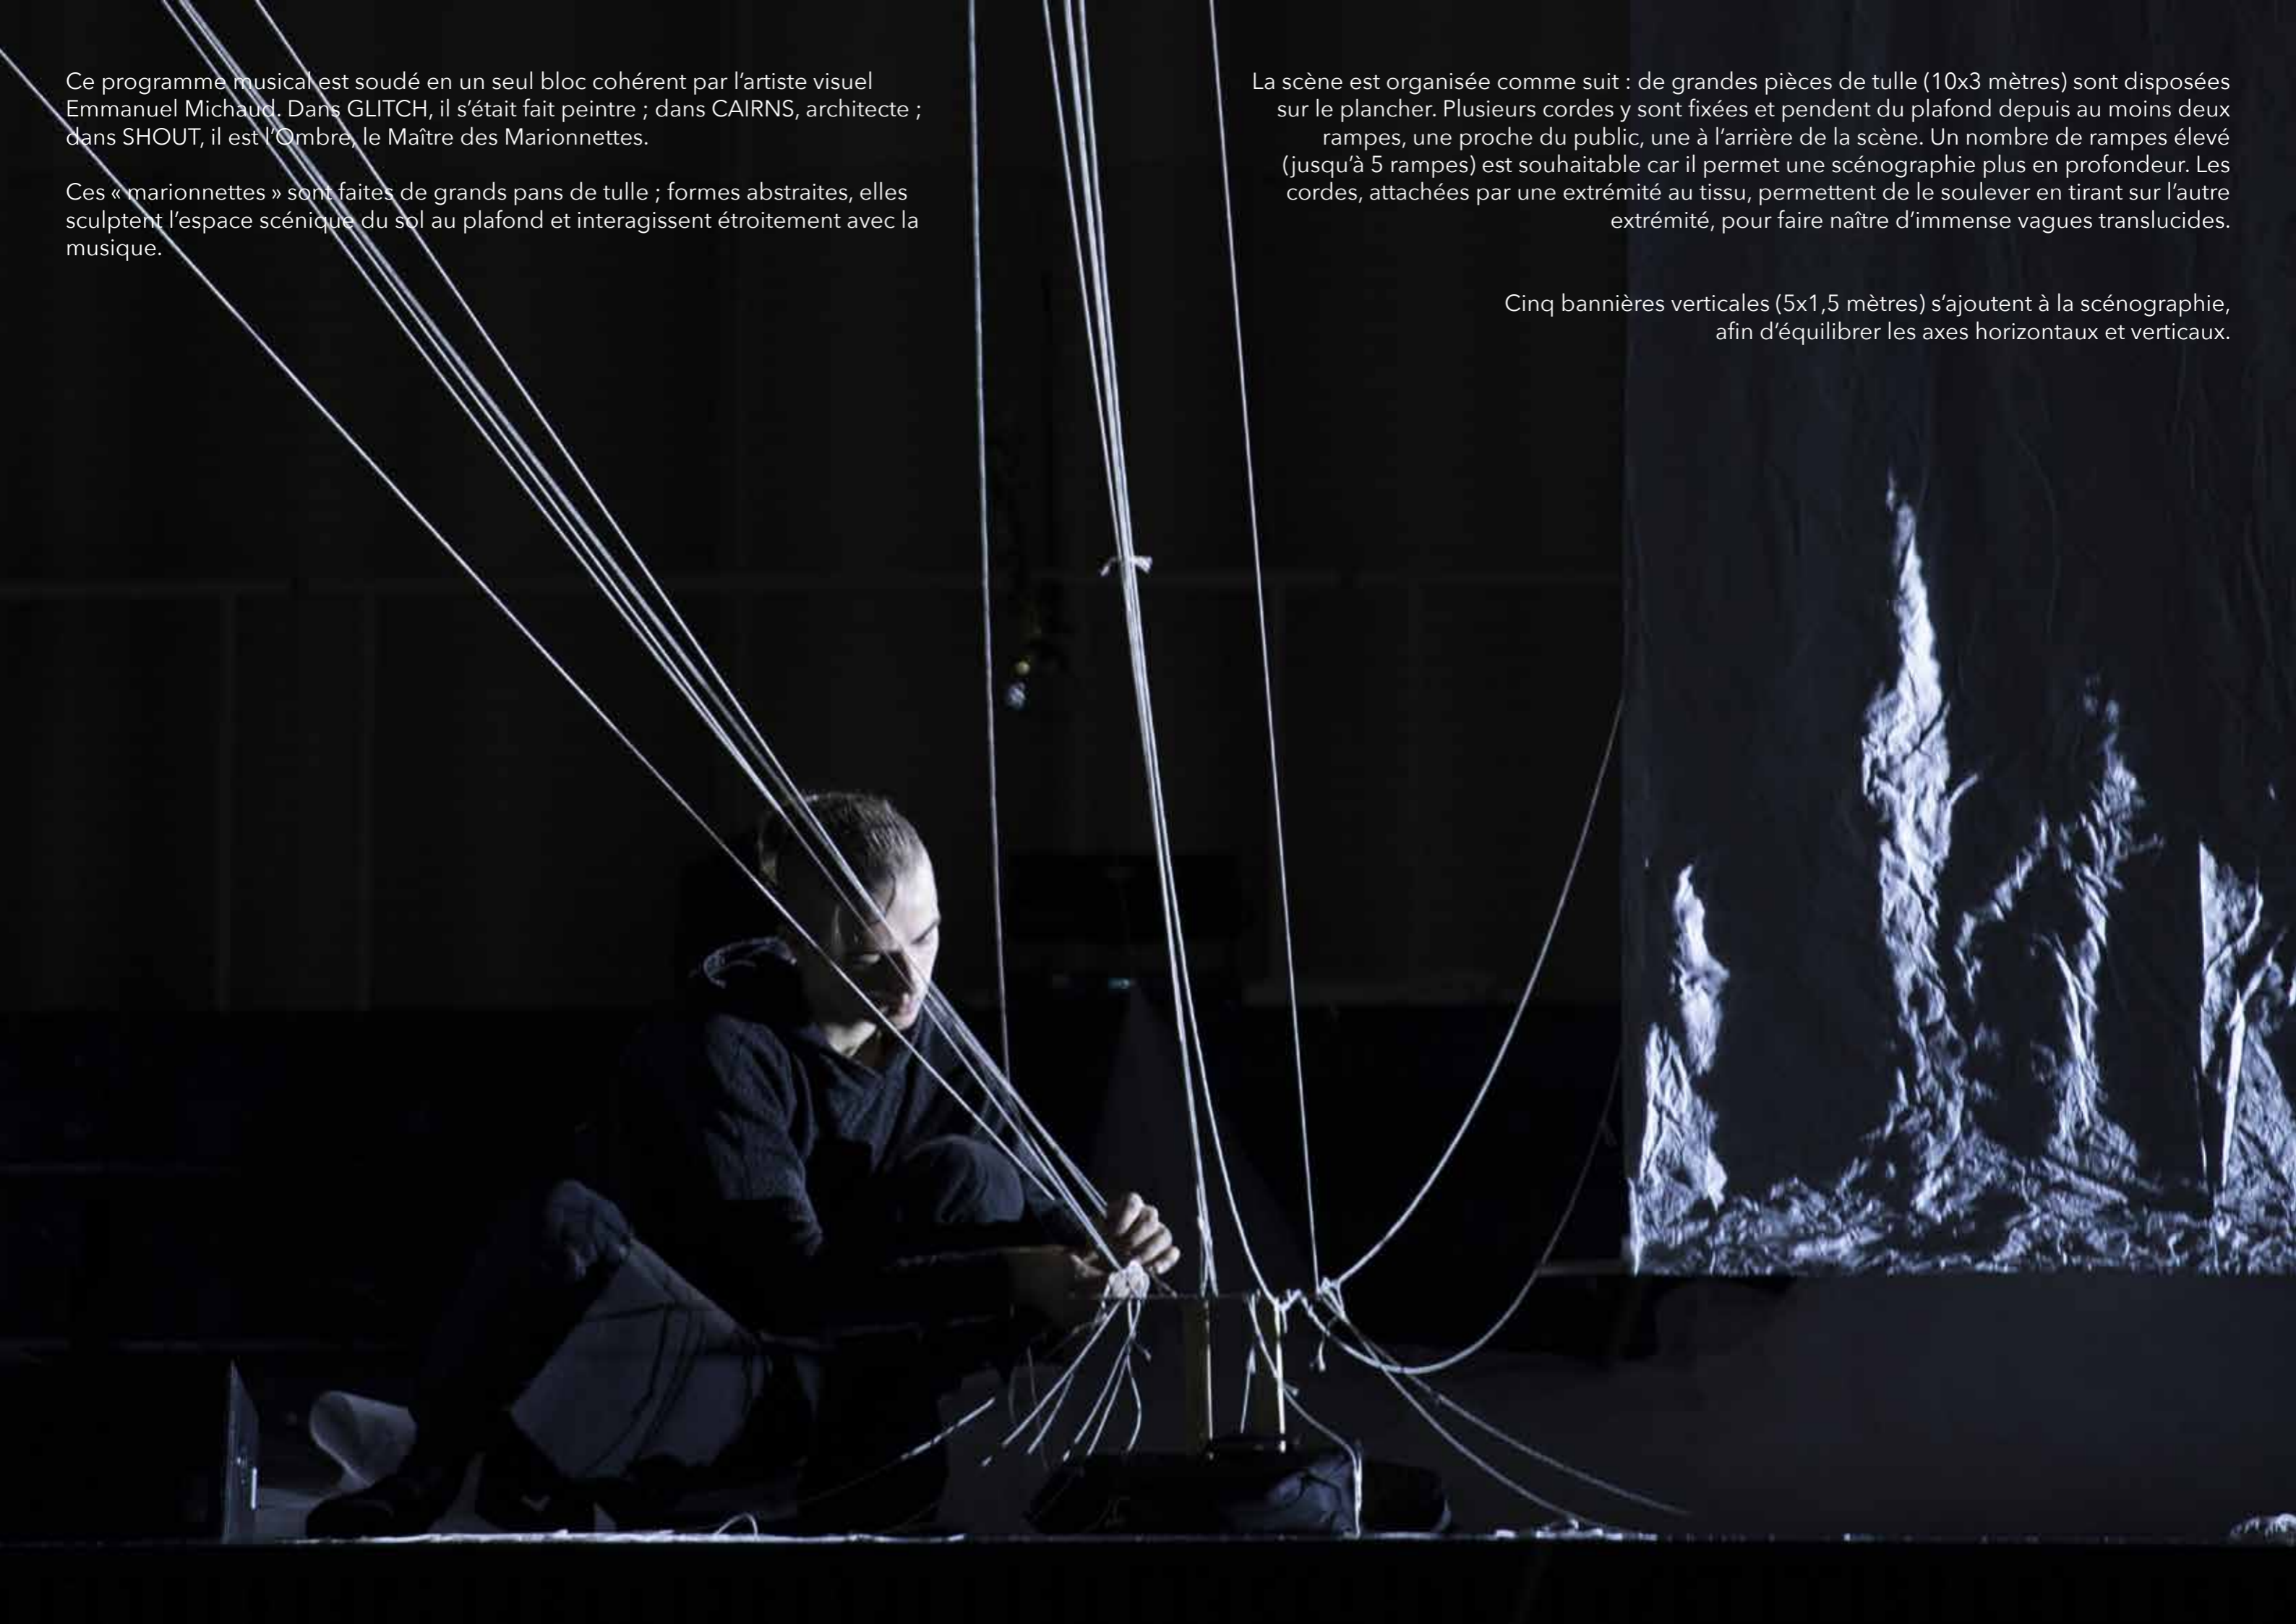 Ce programme musical est soudé en un seul bloc cohérent par l’artiste visuel
Emmanuel Michaud. Dans GLITCH, il s’était fait peintre ; dans CAIRNS, architecte ;
dans SHOUT, il est l’Ombre, le Maître des Marionnettes.
Ces « marionnettes » sont faites de grands pans de tulle ; formes abstraites, elles
sculptent l’espace scénique du sol au plafond et interagissent étroitement avec la
musique.
La scène est organisée comme suit : de grandes pièces de tulle (10x3 mètres) sont disposées
sur le plancher. Plusieurs cordes y sont fixées et pendent du plafond depuis au moins deux
rampes, une proche du public, une à l’arrière de la scène. Un nombre de rampes élevé
(jusqu’à 5 rampes) est souhaitable car il permet une scénographie plus en profondeur. Les
cordes, attachées par une extrémité au tissu, permettent de le soulever en tirant sur l’autre
extrémité, pour faire naître d’immense vagues translucides.
Cinq bannières verticales (5x1,5 mètres) s’ajoutent à la scénographie,
afin d’équilibrer les axes horizontaux et verticaux.